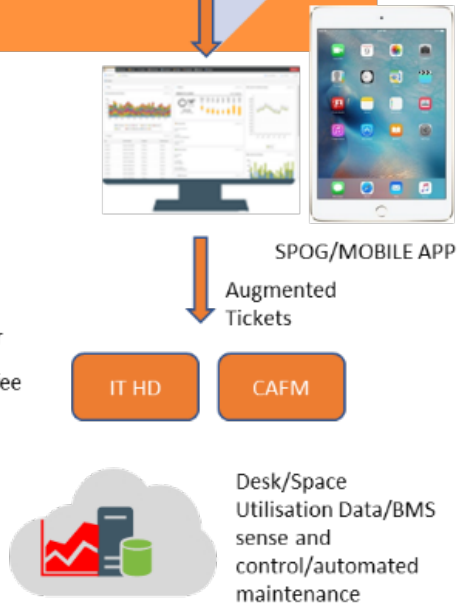 SPOG/MOBILE APP
Augmented
Tickets
IT HD
CAFM
Desk/Space
Utilisation Data/BMS
sense and
control/automated
maintenance